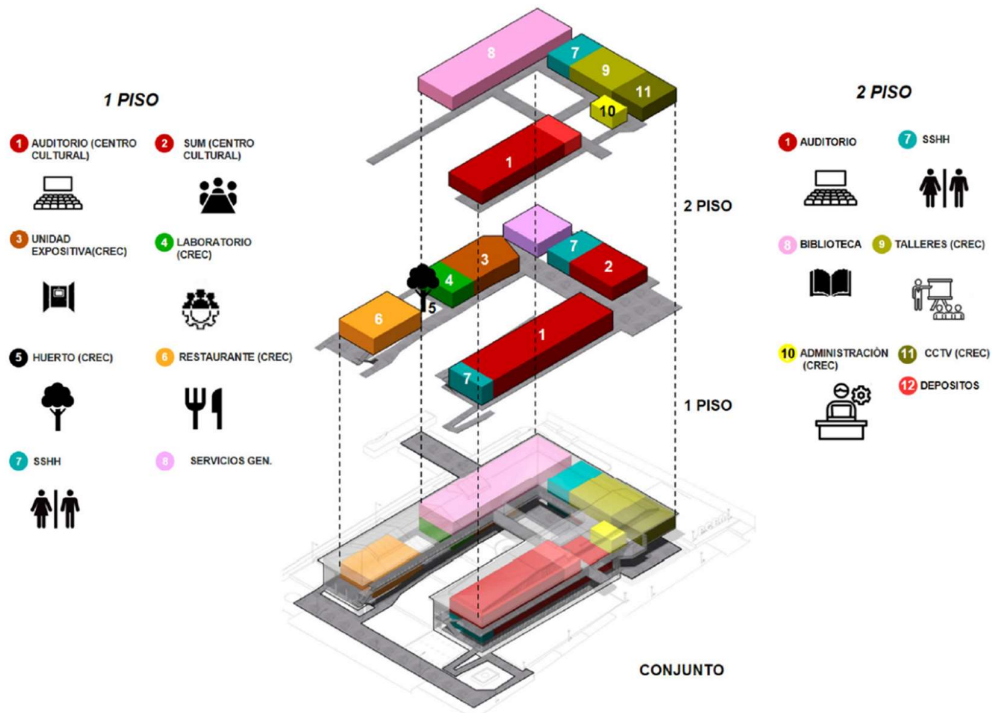 1 PISO
1 AUDITORIO (CENTRO
CULTURAL)
2 SUM (CENTRO
CULTURAL)
3 UNIDAD
EXPOSITIVA(CREC)
4 LABORATORIO
(CREC)
5 HUERTO (CREC)
6 RESTAURANTE (CREC)
7 SSHH
8 SERVICIOS GEN.
8
7
9
11
10
1
2 PISO
7
2
3
4
5
6
1
7
1 PISO
CONJUNTO
2 PISO
1 AUDITORIO
7 SSHH
8 BIBLIOTECA
9 TALLERES (CREC)
10 ADMINISTRACIÓN
(CREC)
11 CCTV (CREC)
12 DEPOSITOS